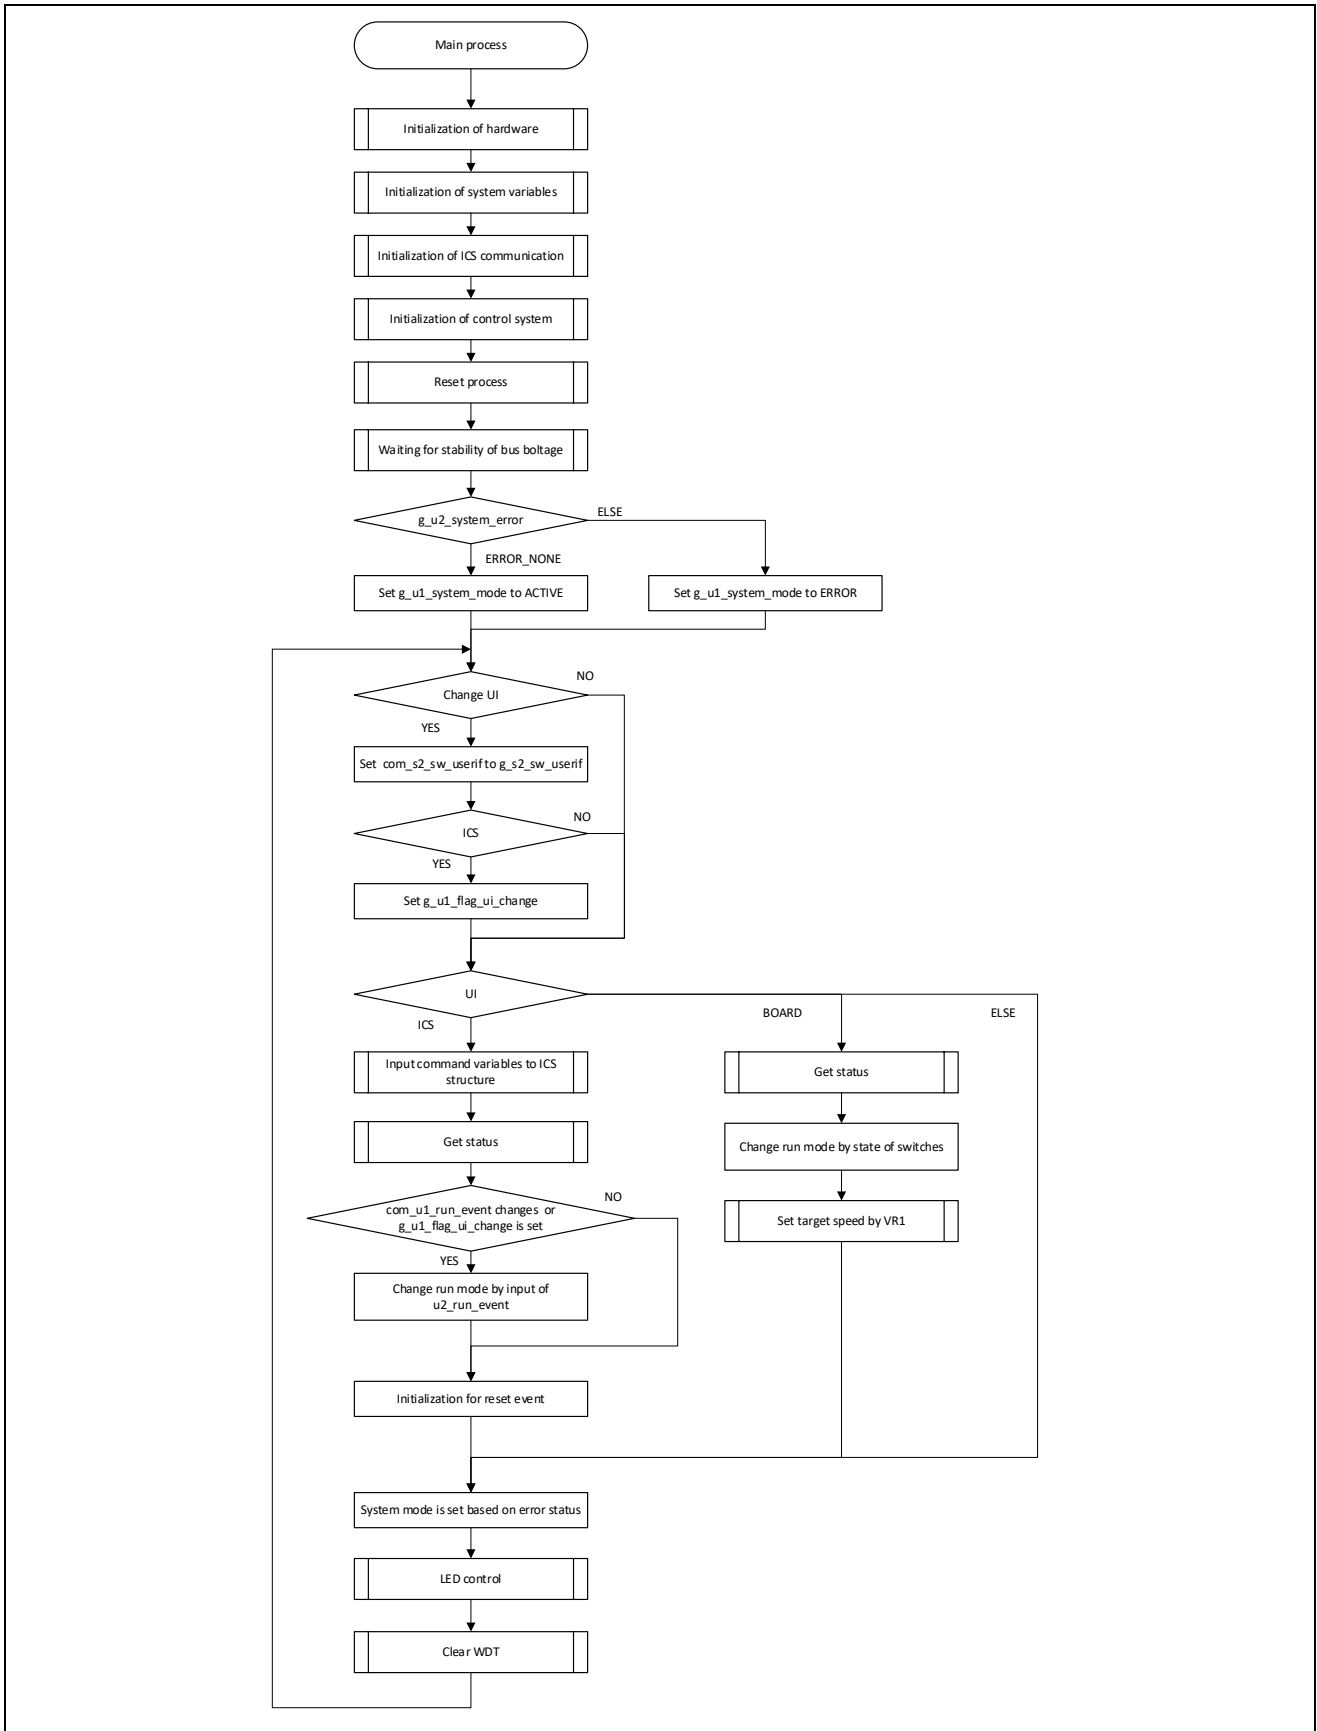 Main process
Initialization of hardware
Initialization of system variables
Initialization of ICS communication
Initialization of control system
Reset process
Waiting for stability of bus boltage
g_u2_system_error
ELSE
ERROR_NONE
Set g_u1_system_mode to ACTIVE
Set g_u1_system_mode to ERROR
Change UI
NO
YES
Set com_s2_sw_userif to g_s2_sw_userif
ICS
NO
YES
Set g_u1_flag_ui_change
UI
ICS
BOARD
ELSE
Input command variables to ICS
structure
Get status
Get status
Change run mode by state of switches
Set target speed by VR1
com_u1_run_event changes or
g_u1_flag_ui_change is set
NO
YES
Change run mode by input of
u2_run_event
Initialization for reset event
System mode is set based on error status
LED control
Clear WDT